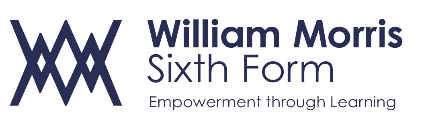 William Morris
Sixth Form
Empowerment through Learning